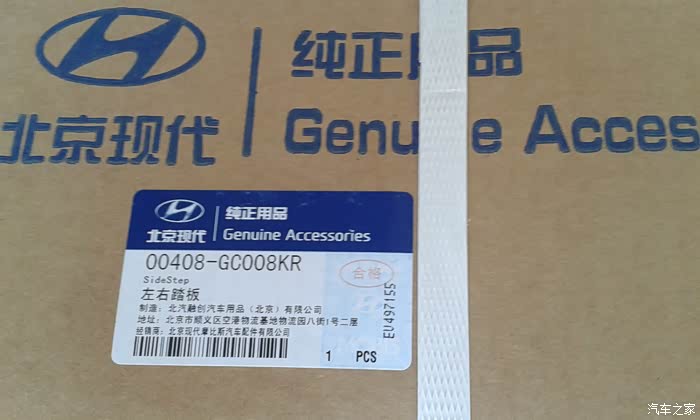 纯正用品
北京现代
Genuine Acces
纯正用品
北京现代
Genuine Accessories
00408-GC008KR
合格
SideStep
左右踏板
制造: 北汽融创汽车用品(北京)有限公司
地址: 北京市顺义区空港物流基地物流园八街1号二层
经销商: 北京现代摩比斯汽车配件有限公司
EU497155
1 PCS
汽车之家